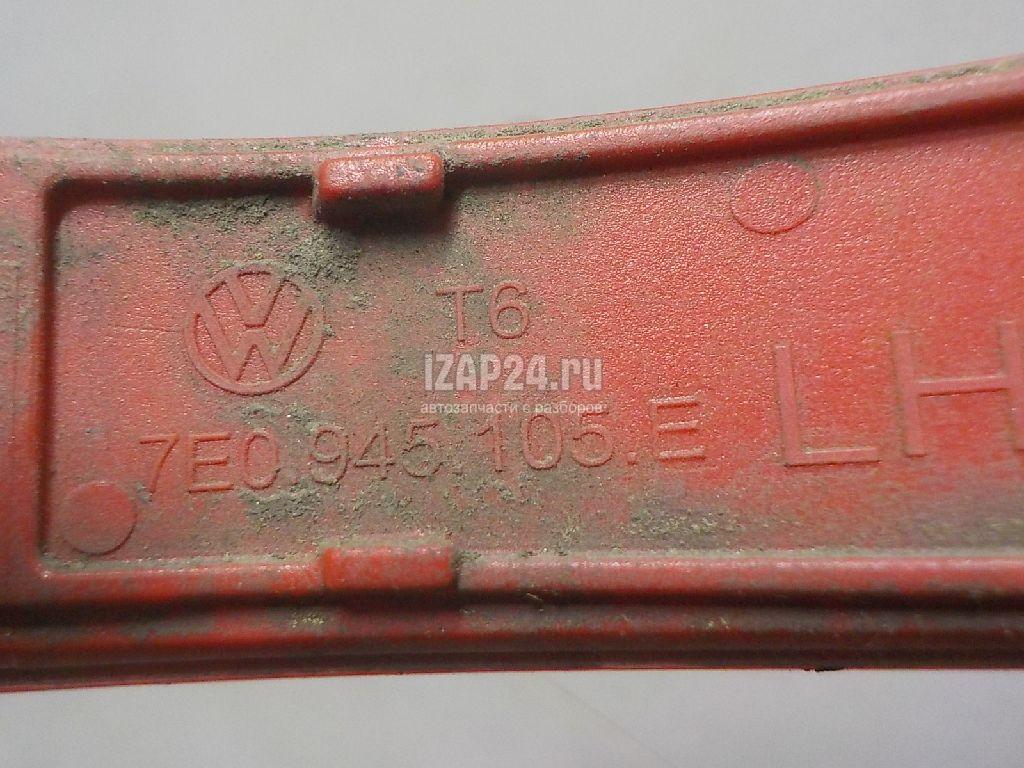 T6
iZAP24.ru
автозапчасти с разборов
7E0.945.105.E LH